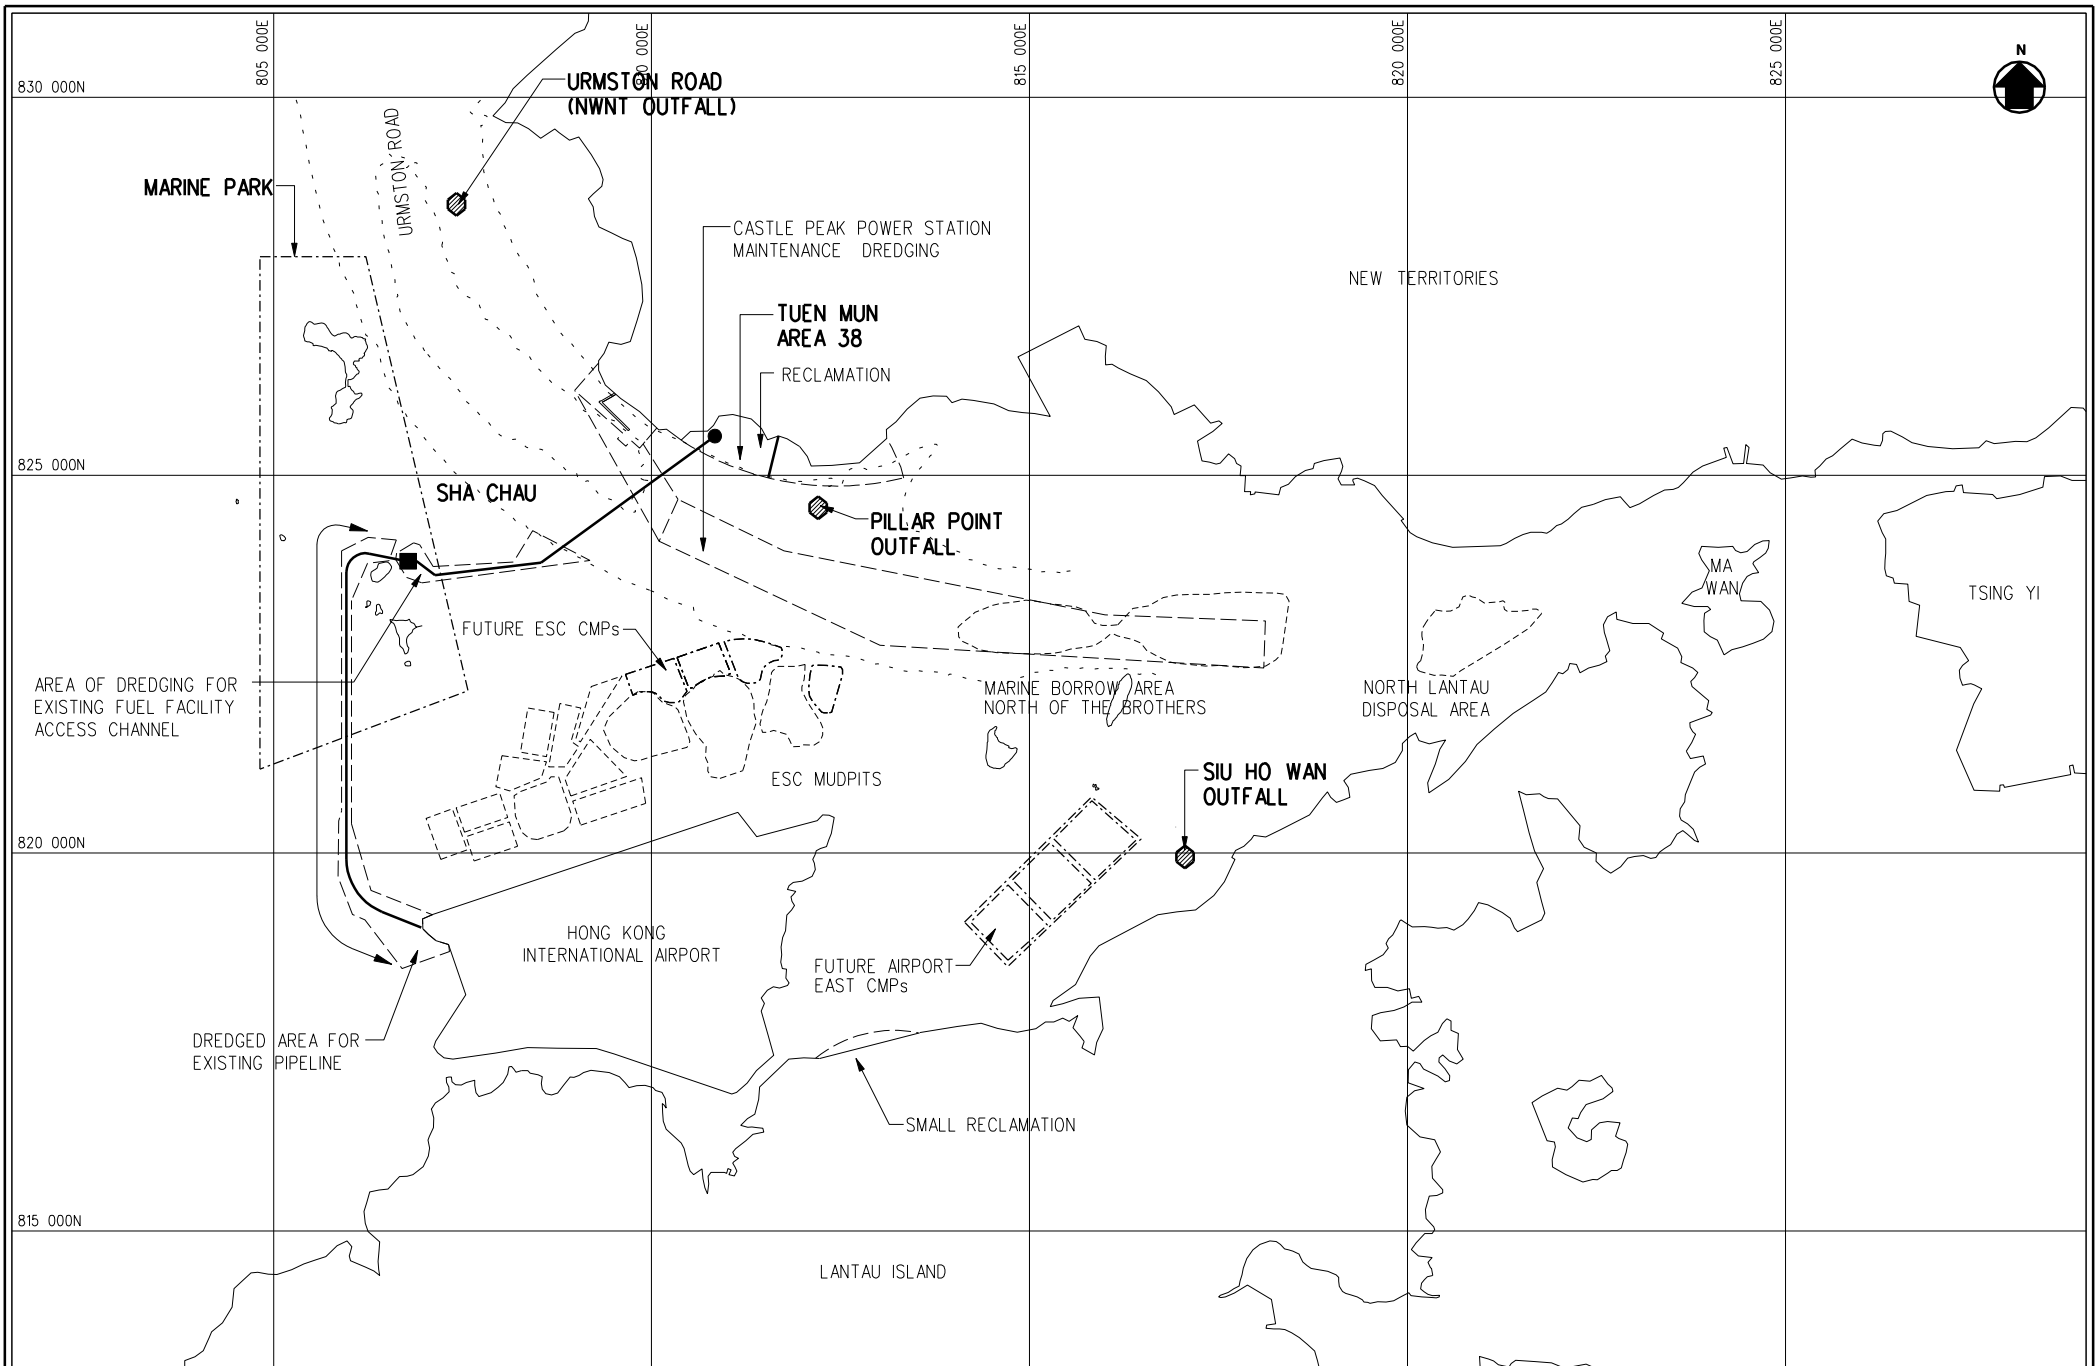 805 000E
810 000E
815 000E
820 000E
825 000E
N
830 000N
URMSTON ROAD
(NWNT OUTFALL)
URMSTON ROAD
MARINE PARK
CASTLE PEAK POWER STATION
MAINTENANCE DREDGING
NEW TERRITORIES
TUEN MUN
AREA 38
RECLAMATION
825 000N
SHA CHAU
PILLAR POINT
OUTFALL
MA
WAN
TSING YI
FUTURE ESC CMPs
AREA OF DREDGING FOR
EXISTING FUEL FACILITY
ACCESS CHANNEL
MARINE BORROW AREA
NORTH OF THE BROTHERS
NORTH LANTAU
DISPOSAL AREA
ESC MUDPITS
SIU HO WAN
OUTFALL
820 000N
HONG KONG
INTERNATIONAL AIRPORT
FUTURE AIRPORT
EAST CMPs
DREDGED AREA FOR
EXISTING PIPELINE
SMALL RECLAMATION
815 000N
LANTAU ISLAND